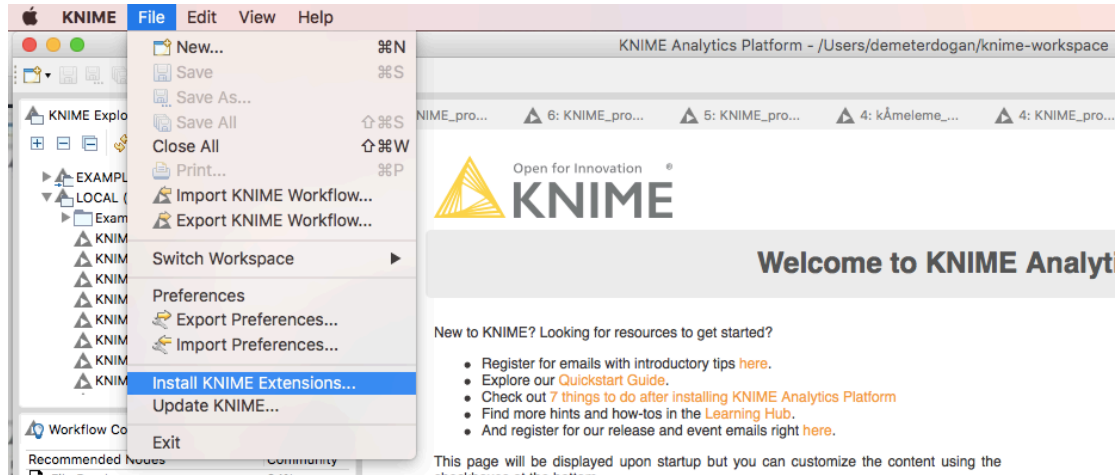 KNIME File Edit View Help
KNIME Analytics Platform - /Users/demeterdogan/knime-workspace
New... ⌘N
Save ⌘S
Save As...
Save All ⇧⌘S
Close All ⇧⌘W
Print... ⌘P
Import KNIME Workflow...
Export KNIME Workflow...
Switch Workspace
Preferences
Export Preferences...
Import Preferences...
Install KNIME Extensions...
Update KNIME...
Exit
KNIME Explo
EXAMPL
LOCAL (
Exam
KNIM
KNIM
KNIM
KNIM
KNIM
KNIM
KNIM
KNIM
Workflow Co
Recommended Nodes Community
NIME_pro... 6: KNIME_pro... 5: KNIME_pro... 4: kÅmeleme_... 4: KNIME_pro...
Open for Innovation ®
KNIME
Welcome to KNIME Analyti
New to KNIME? Looking for resources to get started?
Register for emails with introductory tips here.
Explore our Quickstart Guide.
Check out 7 things to do after installing KNIME Analytics Platform
Find more hints and how-tos in the Learning Hub.
And register for our release and event emails right here.
This page will be displayed upon startup but you can customize the content using the